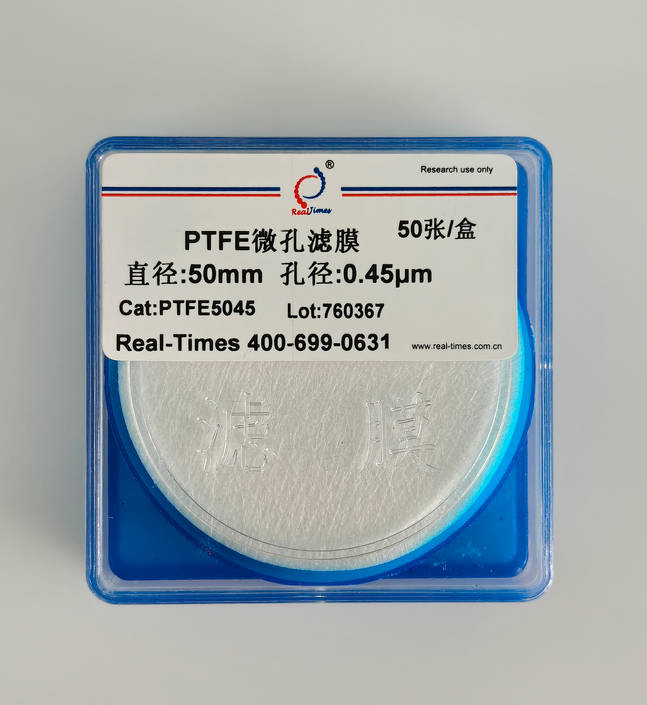 ®
Research use only
RealTimes
PTFE微孔滤膜
50张/盒
直径:50mm 孔径:0.45μm
Cat:PTFE5045 Lot:760367
Real-Times 400-699-0631 www.real-times.com.cn
滤 膜